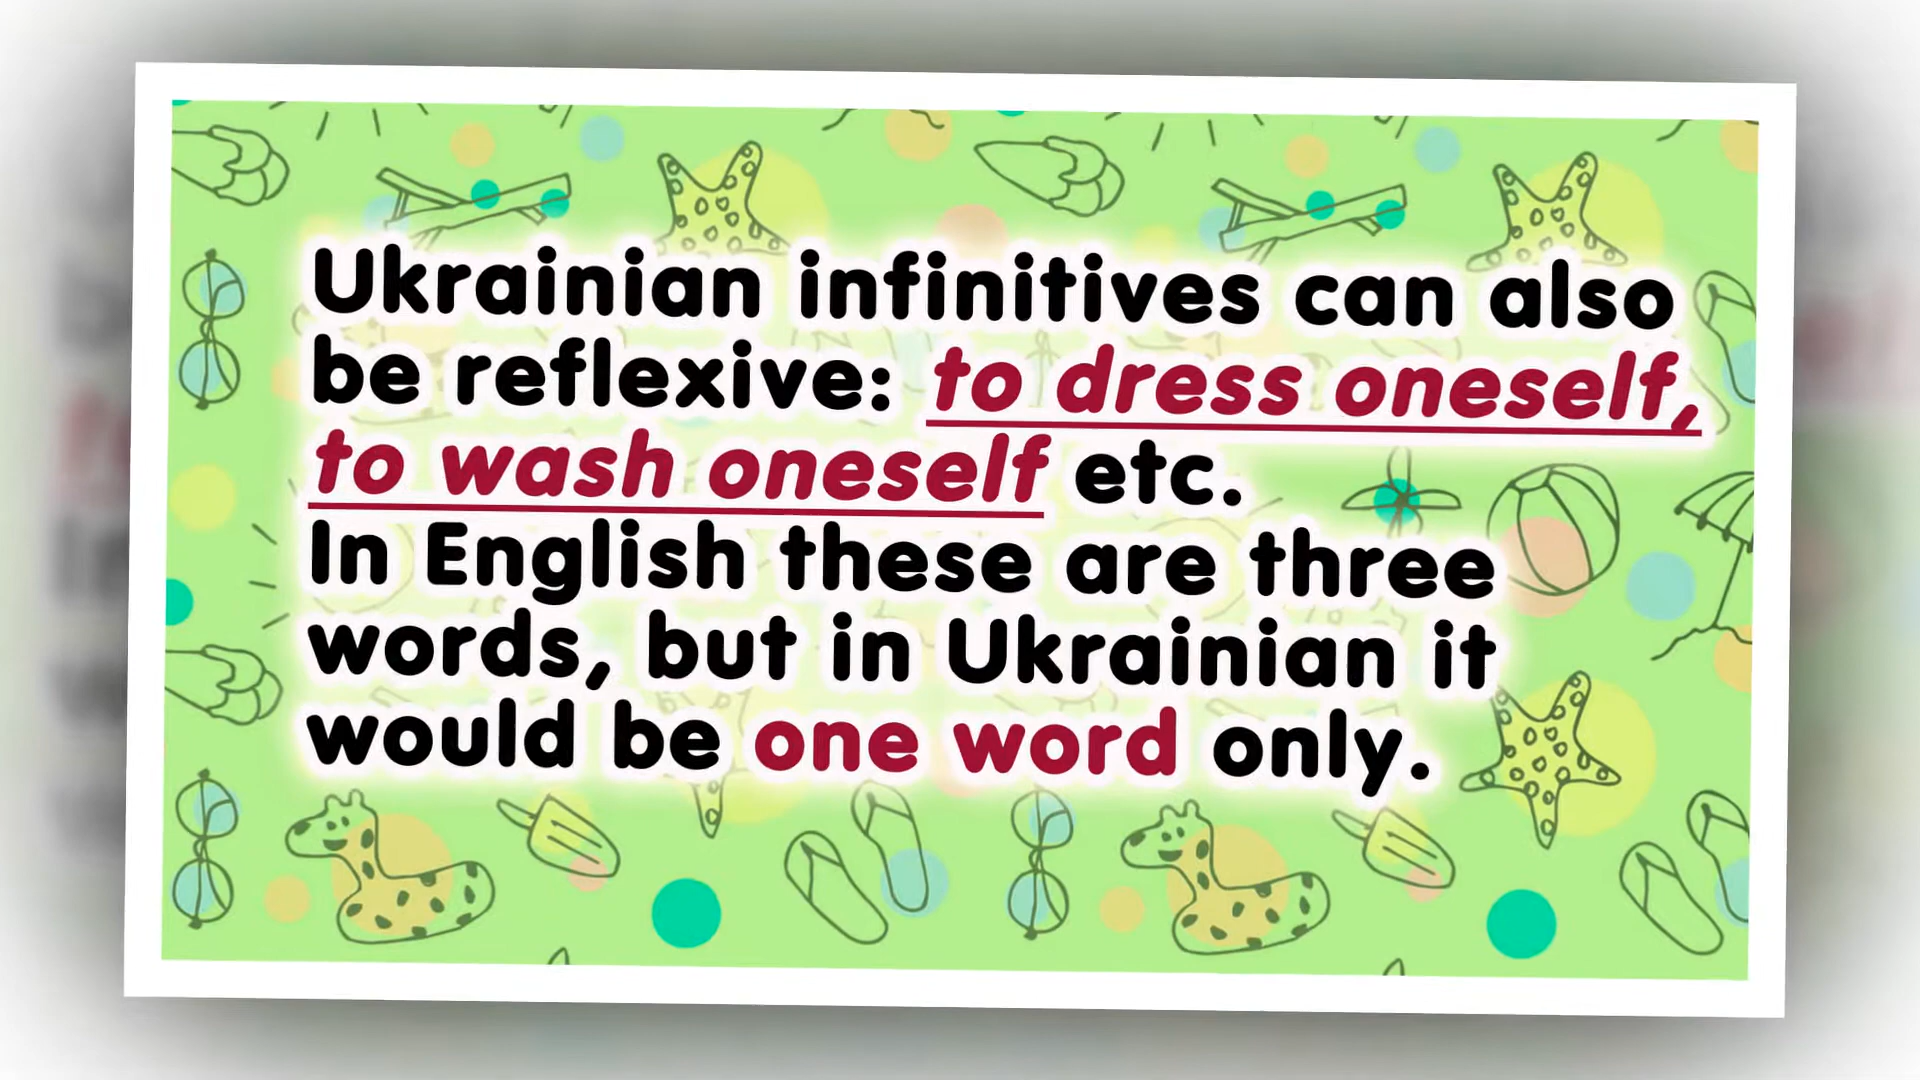 Ukrainian infinitives can also
be reflexive: to dress oneself,
to wash oneself etc.
In English these are three
words, but in Ukrainian it
would be one word only.